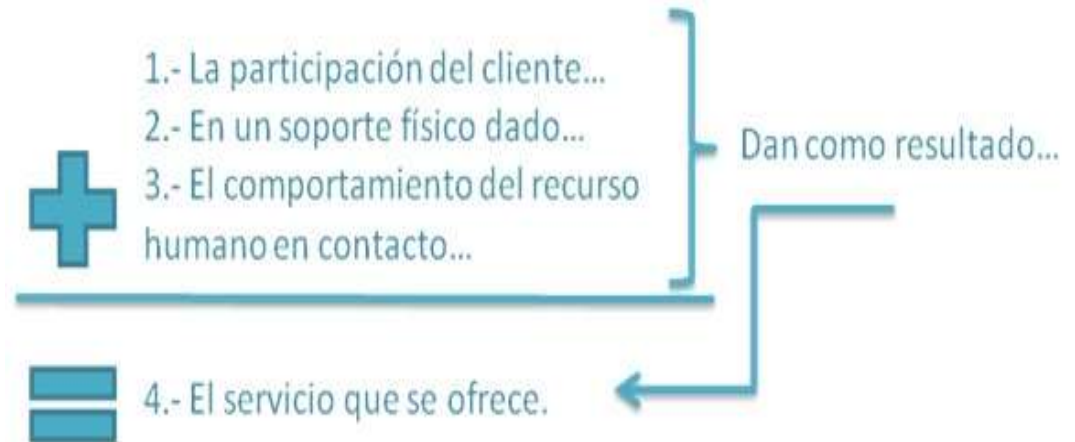 1.- La participación del cliente...
2.- En un soporte físico dado...
3.- El comportamiento del recurso
humano en contacto...
Dan como resultado...
4.- El servicio que se ofrece.